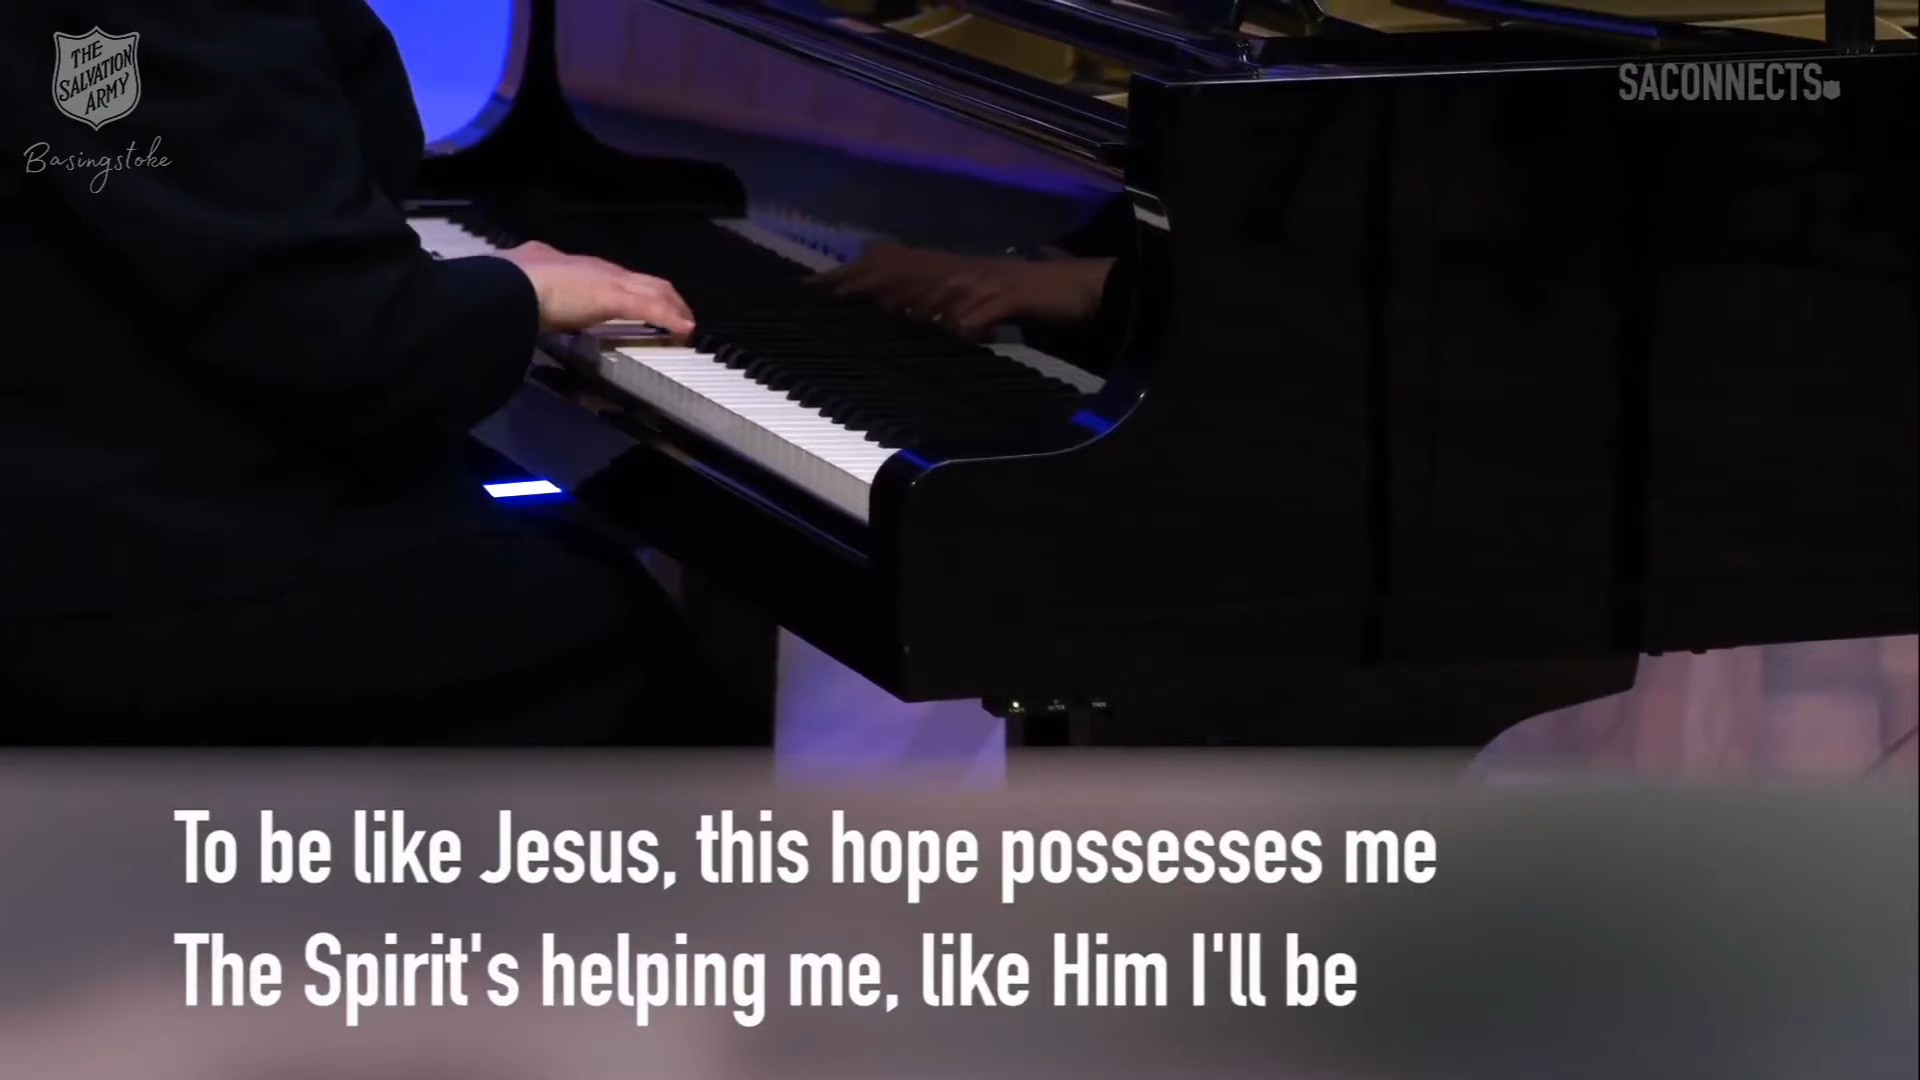 THE
SALVATION
ARMY
Basingstoke
SACONNECTS
To be like Jesus, this hope possesses me
The Spirit's helping me, like Him I'll be